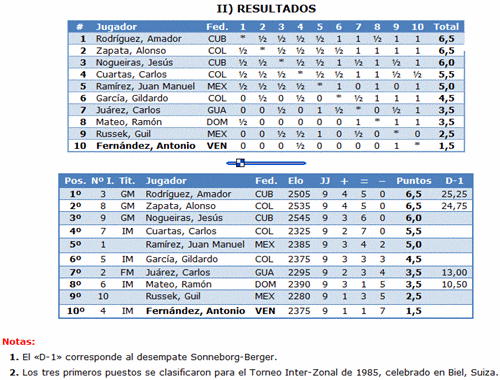 II) RESULTADOS
# Jugador Fed. 1 2 3 4 5 6 7 8 9 10 Total
1 Rodríguez, Amador CUB * ½ ½ ½ ½ 1 1 ½ 1 1 6,5
2 Zapata, Alonso COL ½ * ½ ½ ½ ½ 1 1 1 1 6,5
3 Nogueiras, Jesús CUB ½ ½ * ½ ½ 1 ½ 1 ½ 1 6,0
4 Cuartas, Carlos COL ½ ½ ½ * ½ ½ 1 1 ½ ½ 5,5
5 Ramírez, Juan Manuel MEX ½ ½ ½ ½ * 1 0 1 0 1 5,0
6 García, Gildardo COL 0 ½ 0 ½ 0 * ½ 1 1 1 4,5
7 Juárez, Carlos GUA 0 0 ½ 0 1 ½ * 0 ½ 1 3,5
8 Mateo, Ramón DOM ½ 0 0 0 0 0 1 * 1 1 3,5
9 Russek, Guil MEX 0 0 ½ ½ 1 0 ½ 0 * 0 2,5
10 Fernández, Antonio VEN 0 0 0 ½ 0 0 0 0 1 * 1,5
Pos. Nº I. Tit. Jugador Fed. Elo JJ + = − Puntos D-1
1º 3 GM Rodríguez, Amador CUB 2505 9 4 5 0 6,5 25,25
2º 8 GM Zapata, Alonso COL 2535 9 4 5 0 6,5 24,75
3º 9 GM Nogueiras, Jesús CUB 2545 9 3 6 0 6,0
4º 7 IM Cuartas, Carlos COL 2325 9 2 7 0 5,5
5º 1 Ramírez, Juan Manuel MEX 2385 9 3 4 2 5,0
6º 5 IM García, Gildardo COL 2375 9 3 3 3 4,5
7º 2 FM Juárez, Carlos GUA 2295 9 2 3 4 3,5 13,00
8º 6 IM Mateo, Ramón DOM 2390 9 3 1 5 3,5 10,50
9º 10 Russek, Guil MEX 2280 9 1 3 5 2,5
10º 4 IM Fernández, Antonio VEN 2375 9 1 1 7 1,5
Notas:
1. El «D-1» corresponde al desempate Sonneborg-Berger.
2. Los tres primeros puestos se clasificaron para el Torneo Inter-Zonal de 1985, celebrado en Biel, Suiza.